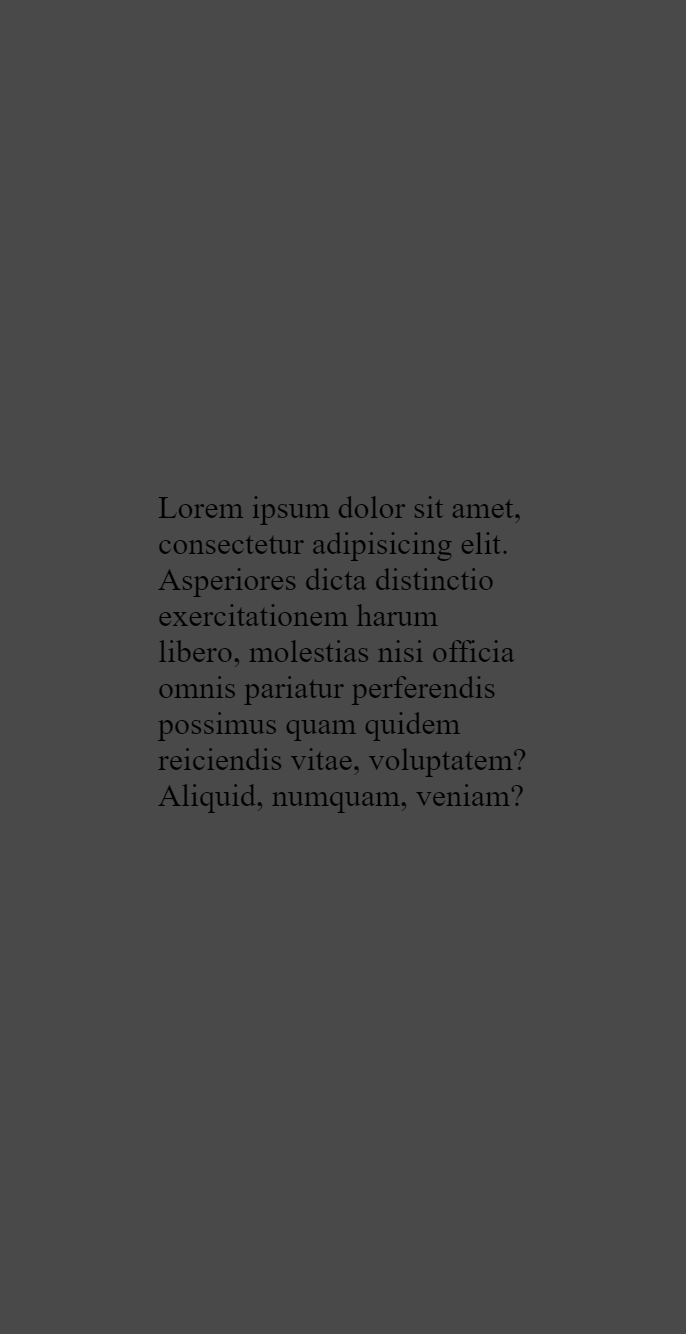 Lorem ipsum dolor sit amet,
consectetur adipisicing elit.
Asperiores dicta distinctio
exercitationem harum
libero, molestias nisi officia
omnis pariatur perferendis
possimus quam quidem
reiciendis vitae, voluptatem?
Aliquid, numquam, veniam?